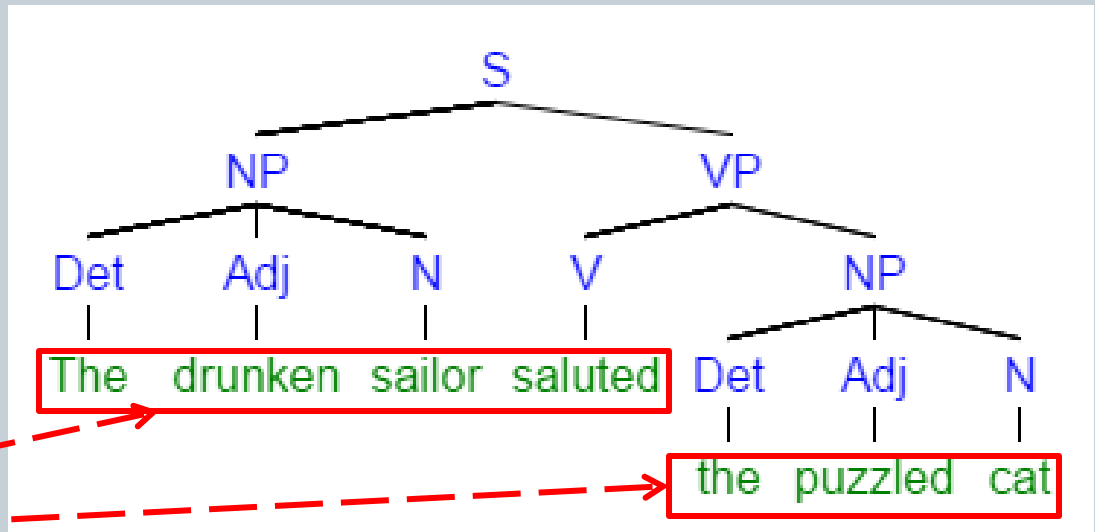 S
NP VP
Det Adj N V NP
The drunken sailor saluted Det Adj N
the puzzled cat